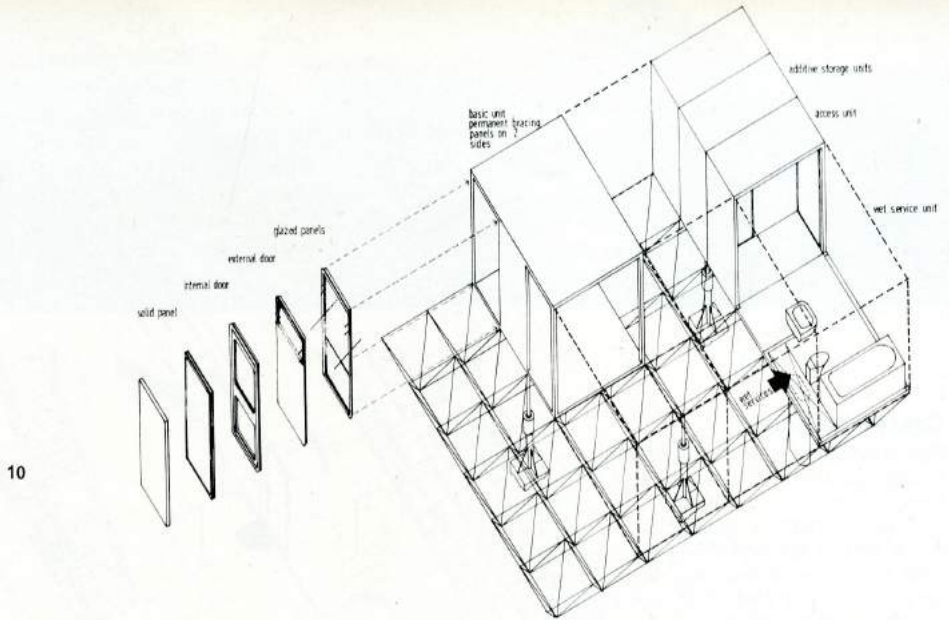 additive storage units
basic unit
permanent bracing
panels on 2
sides
access unit
wet service unit
glazed panels
external door
internal door
solid panel
wet
services
10